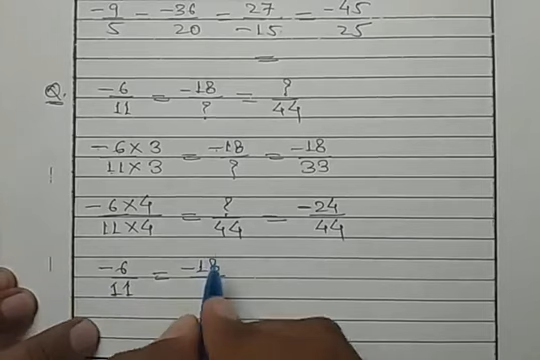 -9/5 = -36/20 = 27/-15 = -45/25
=
Q. -6/11 = -18/? = ?/44
-6×3/11×3 = -18/? = -18/33
-6×4/11×4 = ?/44 = -24/44
-6/11 = -18